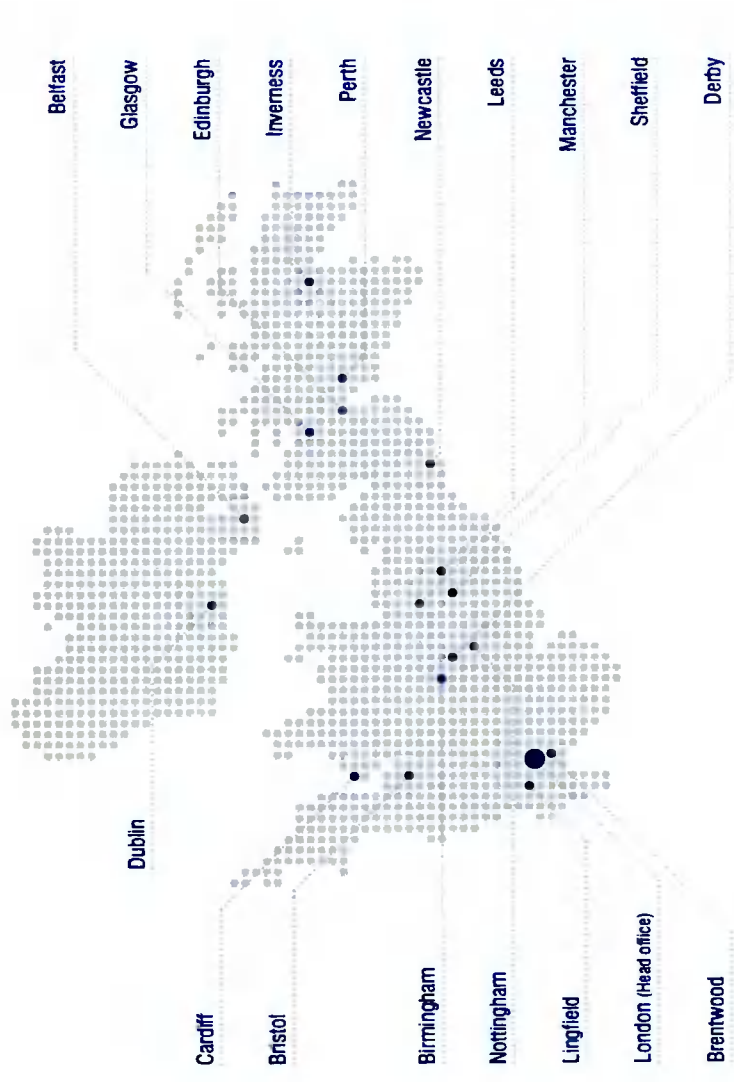 Belfast
Glasgow
Edinburgh
Inverness
Perth
Newcastle
Leeds
Manchester
Sheffield
Derby
Dublin
Cardiff
Bristol
Birmingham
Nottingham
Lingfield
London (Head office)
Brentwood